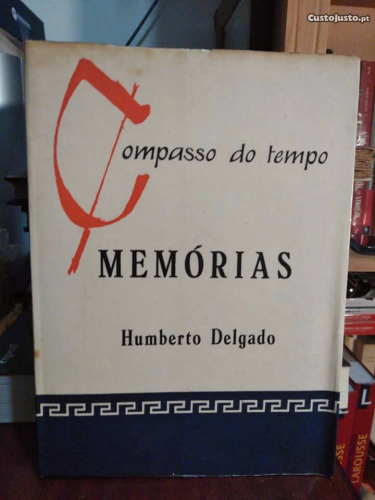 CustoJusto.pt
Compasso do tempo
MEMÓRIAS
Humberto Delgado
L
LAROUSSE